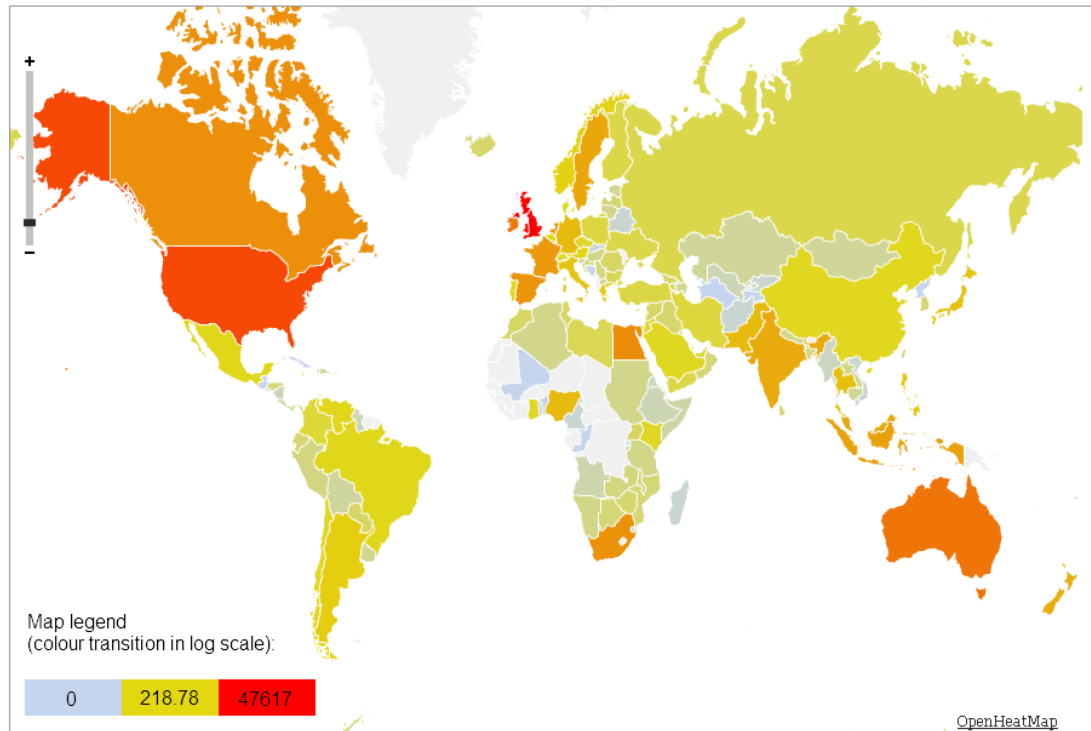 +
−
Map legend
(colour transition in log scale):
0 218.78 47617
OpenHeatMap